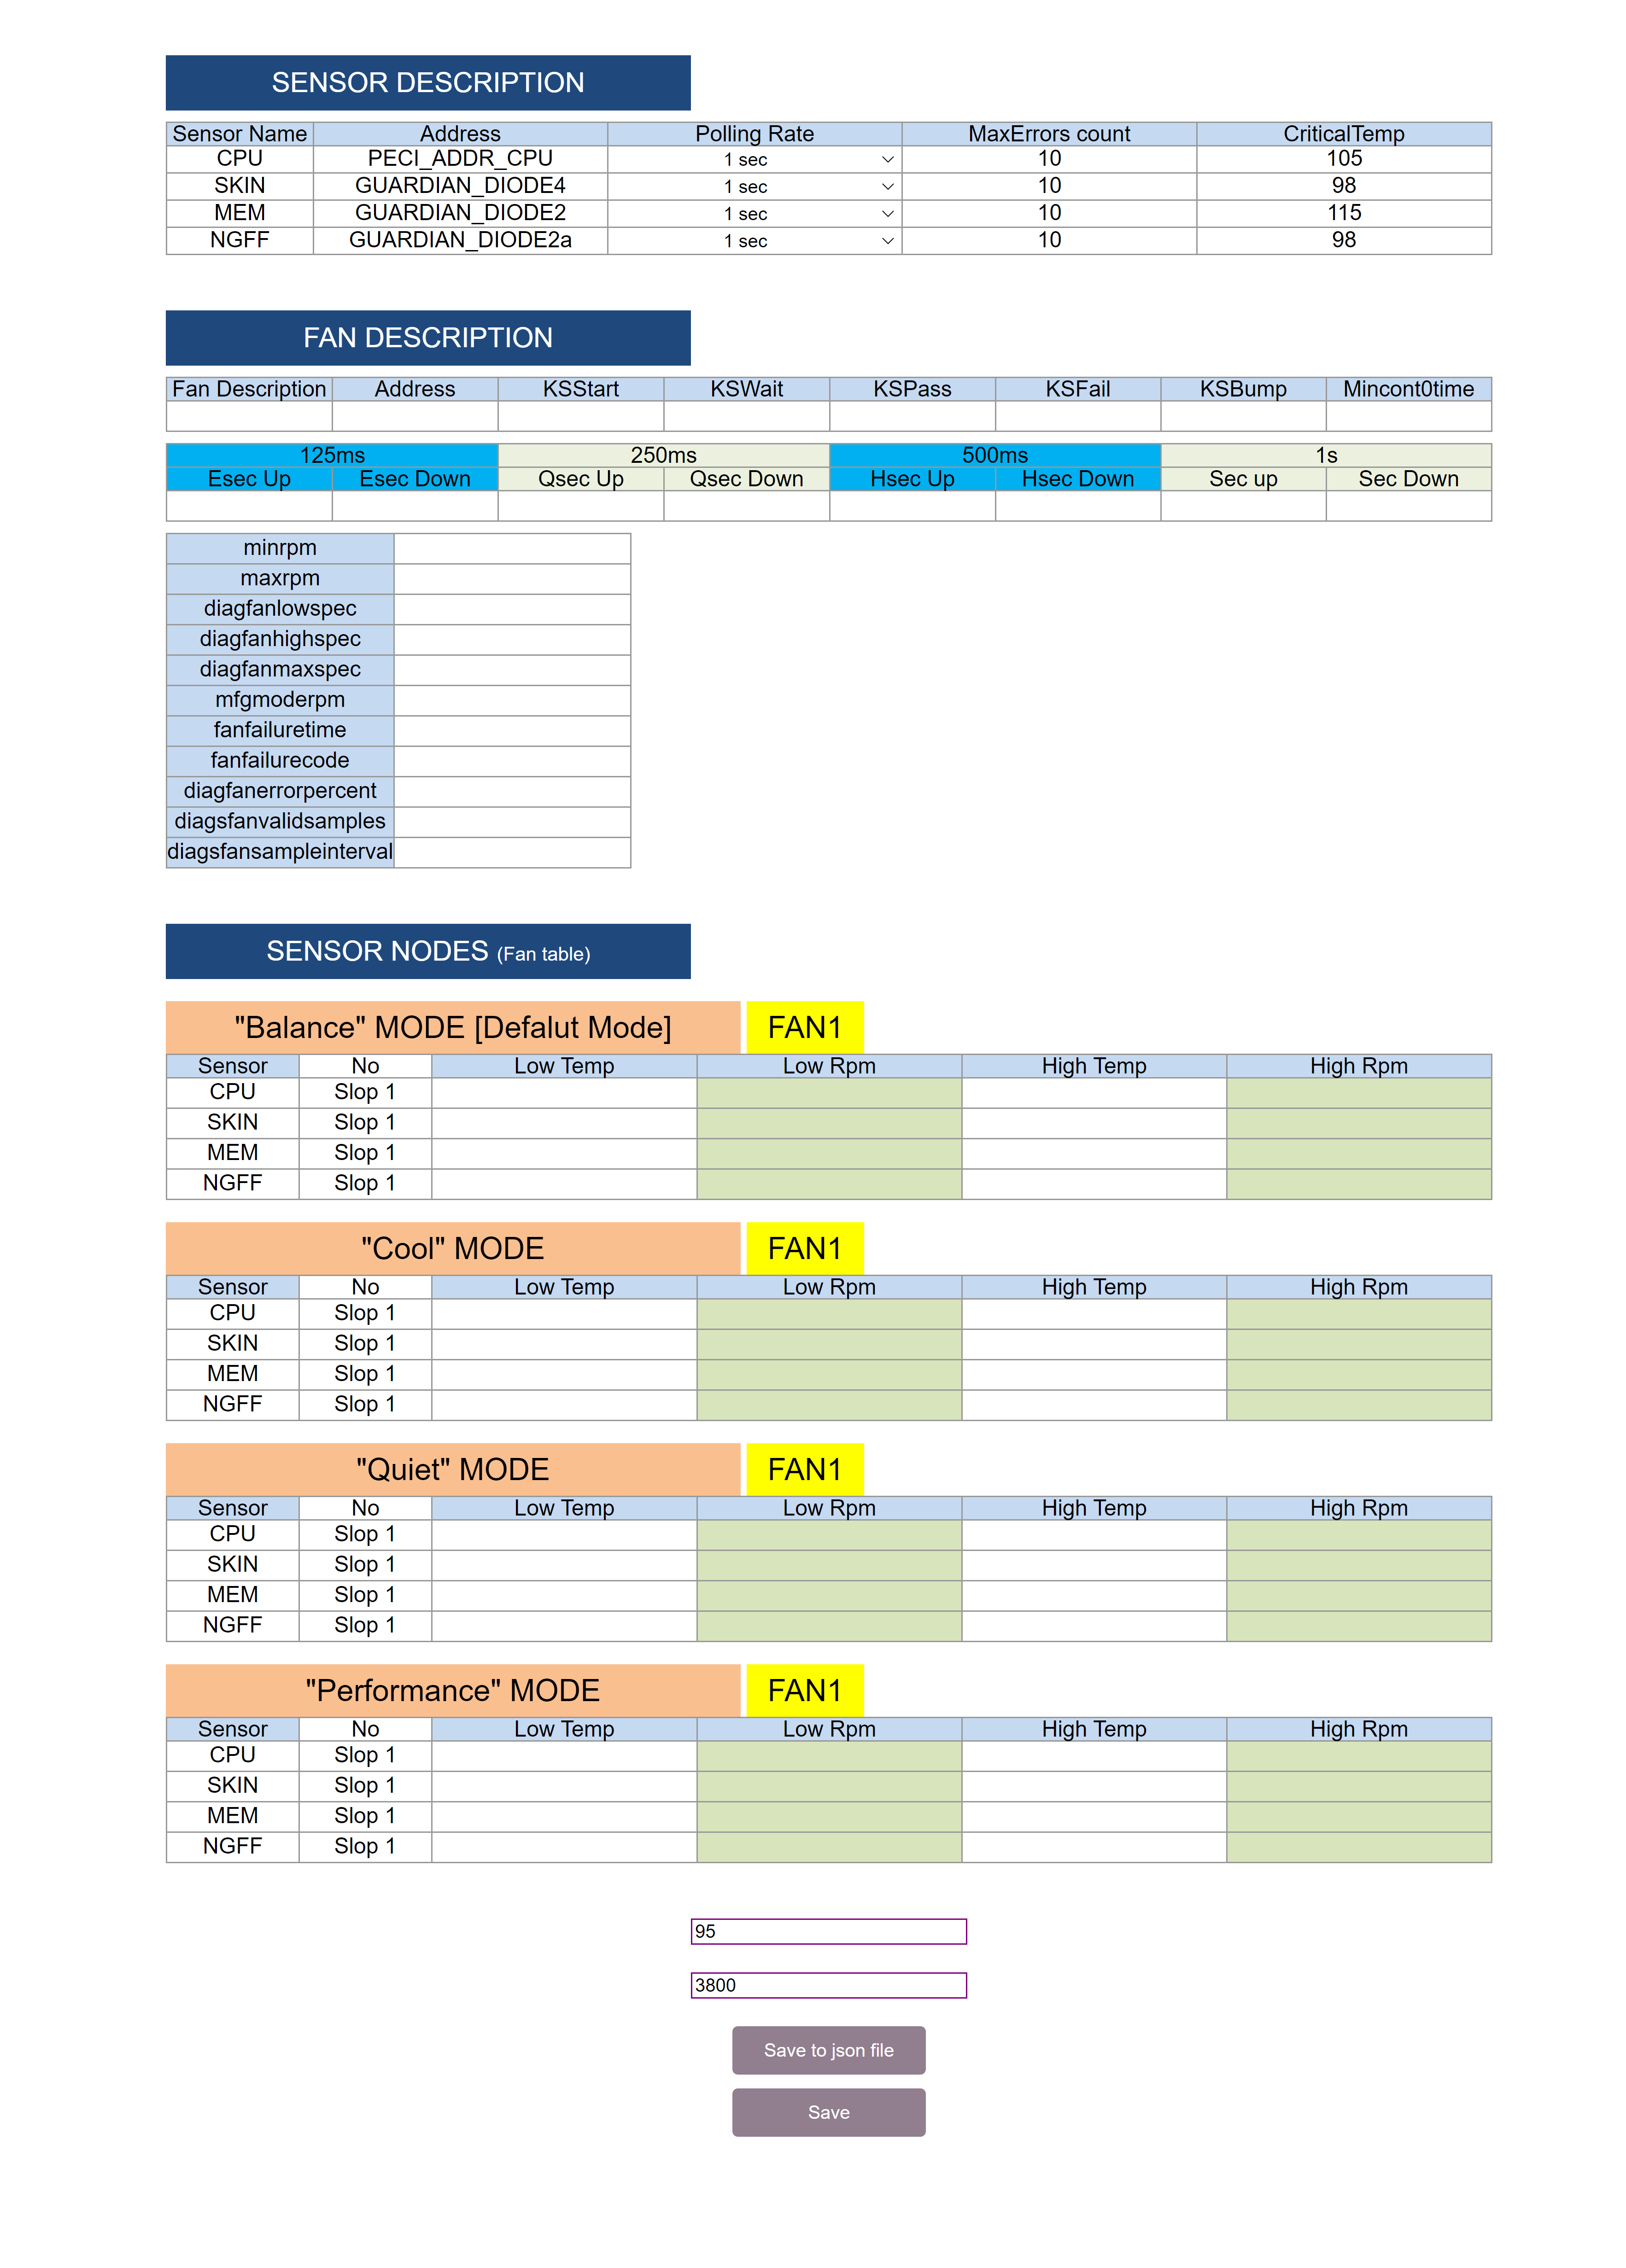 SENSOR DESCRIPTION
Sensor Name Address Polling Rate MaxErrors count CriticalTemp
CPU PECI_ADDR_CPU 1 sec 10 105
SKIN GUARDIAN_DIODE4 1 sec 10 98
MEM GUARDIAN_DIODE2 1 sec 10 115
NGFF GUARDIAN_DIODE2a 1 sec 10 98
FAN DESCRIPTION
Fan Description Address KSStart KSWait KSPass KSFail KSBump Mincont0time
125ms 250ms 500ms 1s
Esec Up Esec Down Qsec Up Qsec Down Hsec Up Hsec Down Sec up Sec Down
minrpm
maxrpm
diagfanlowspec
diagfanhighspec
diagfanmaxspec
mfgmoderpm
fanfailuretime
fanfailurecode
diagfanerrorpercent
diagsfanvalidsamples
diagsfansampleinterval
SENSOR NODES (Fan table)
"Balance" MODE [Defalut Mode] FAN1
Sensor No Low Temp Low Rpm High Temp High Rpm
CPU Slop 1
SKIN Slop 1
MEM Slop 1
NGFF Slop 1
"Cool" MODE FAN1
Sensor No Low Temp Low Rpm High Temp High Rpm
CPU Slop 1
SKIN Slop 1
MEM Slop 1
NGFF Slop 1
"Quiet" MODE FAN1
Sensor No Low Temp Low Rpm High Temp High Rpm
CPU Slop 1
SKIN Slop 1
MEM Slop 1
NGFF Slop 1
"Performance" MODE FAN1
Sensor No Low Temp Low Rpm High Temp High Rpm
CPU Slop 1
SKIN Slop 1
MEM Slop 1
NGFF Slop 1
95
3800
Save to json file
Save